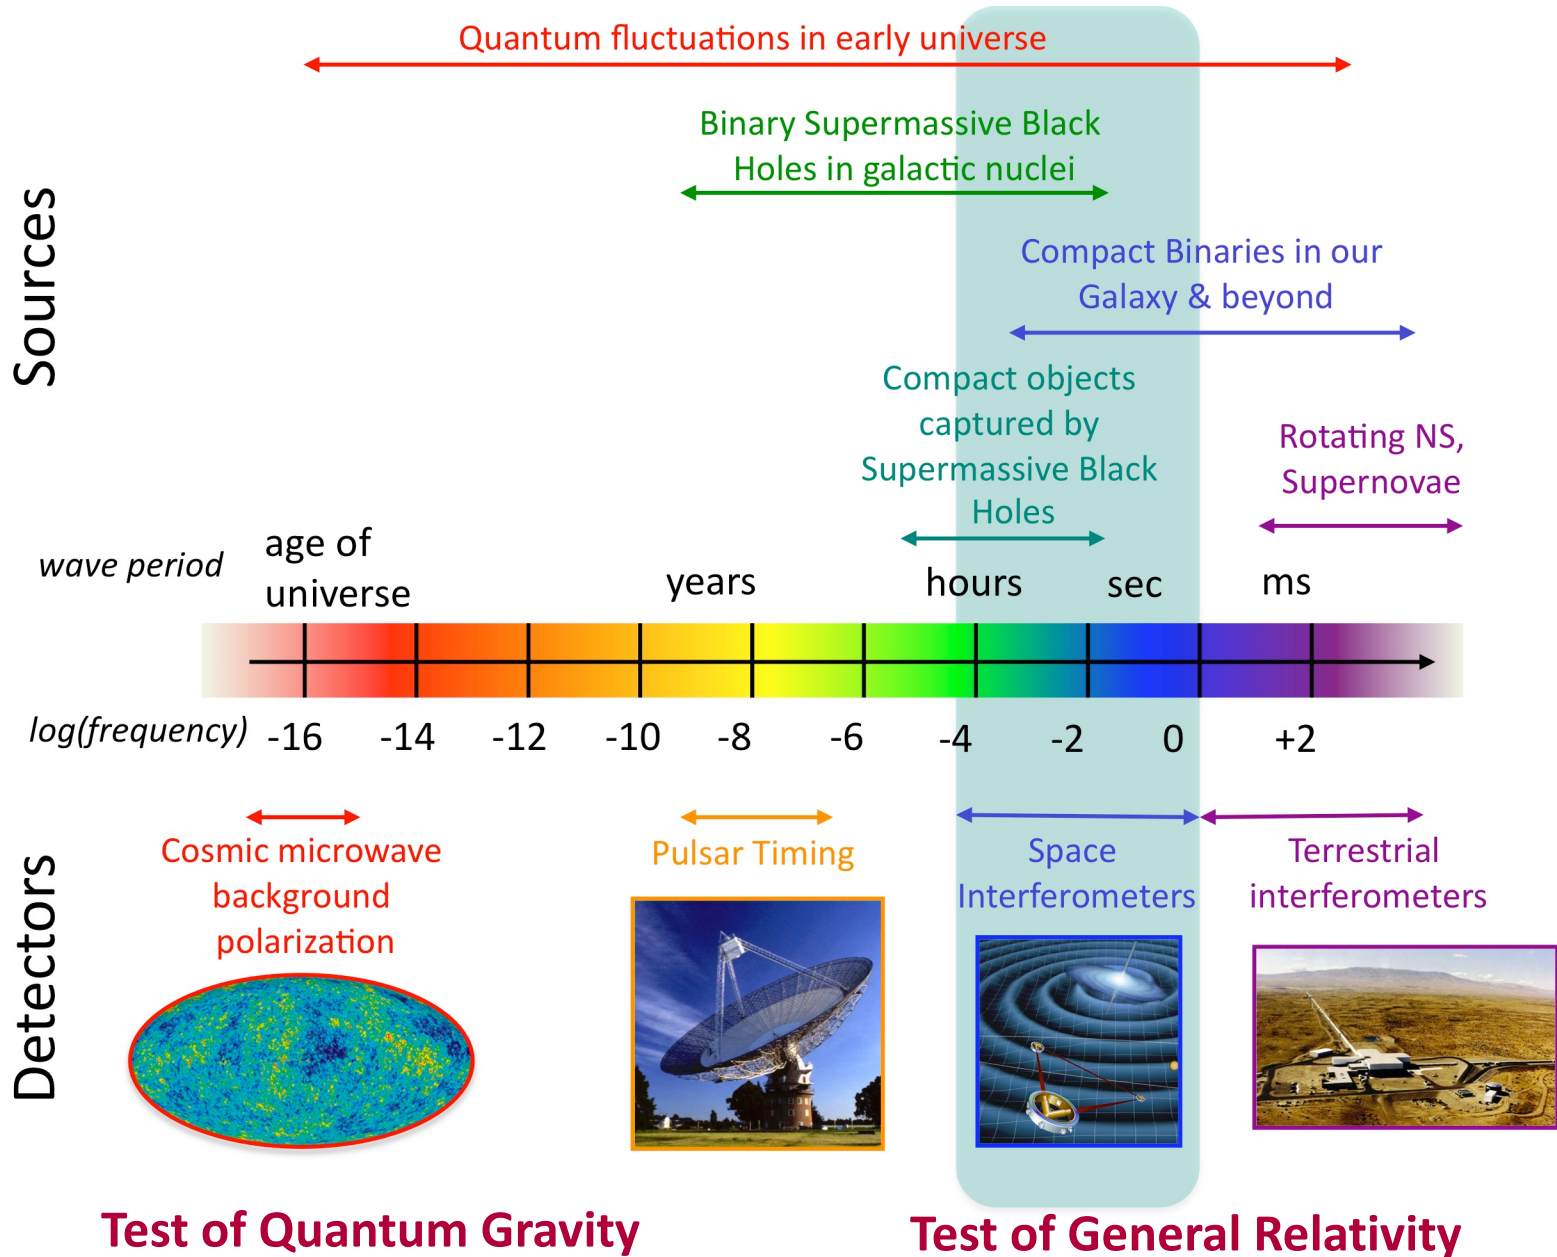 Quantum fluctuations in early universe
Binary Supermassive Black
Holes in galactic nuclei
Sources
Compact Binaries in our
Galaxy & beyond
Compact objects
captured by
Supermassive Black
Holes
Rotating NS,
Supernovae
wave period
age of
universe
years
hours
sec
ms
log(frequency)
-16
-14
-12
-10
-8
-6
-4
-2
0
+2
Detectors
Cosmic microwave
background
polarization
Pulsar Timing
Space
Interferometers
Terrestrial
interferometers
Test of Quantum Gravity
Test of General Relativity